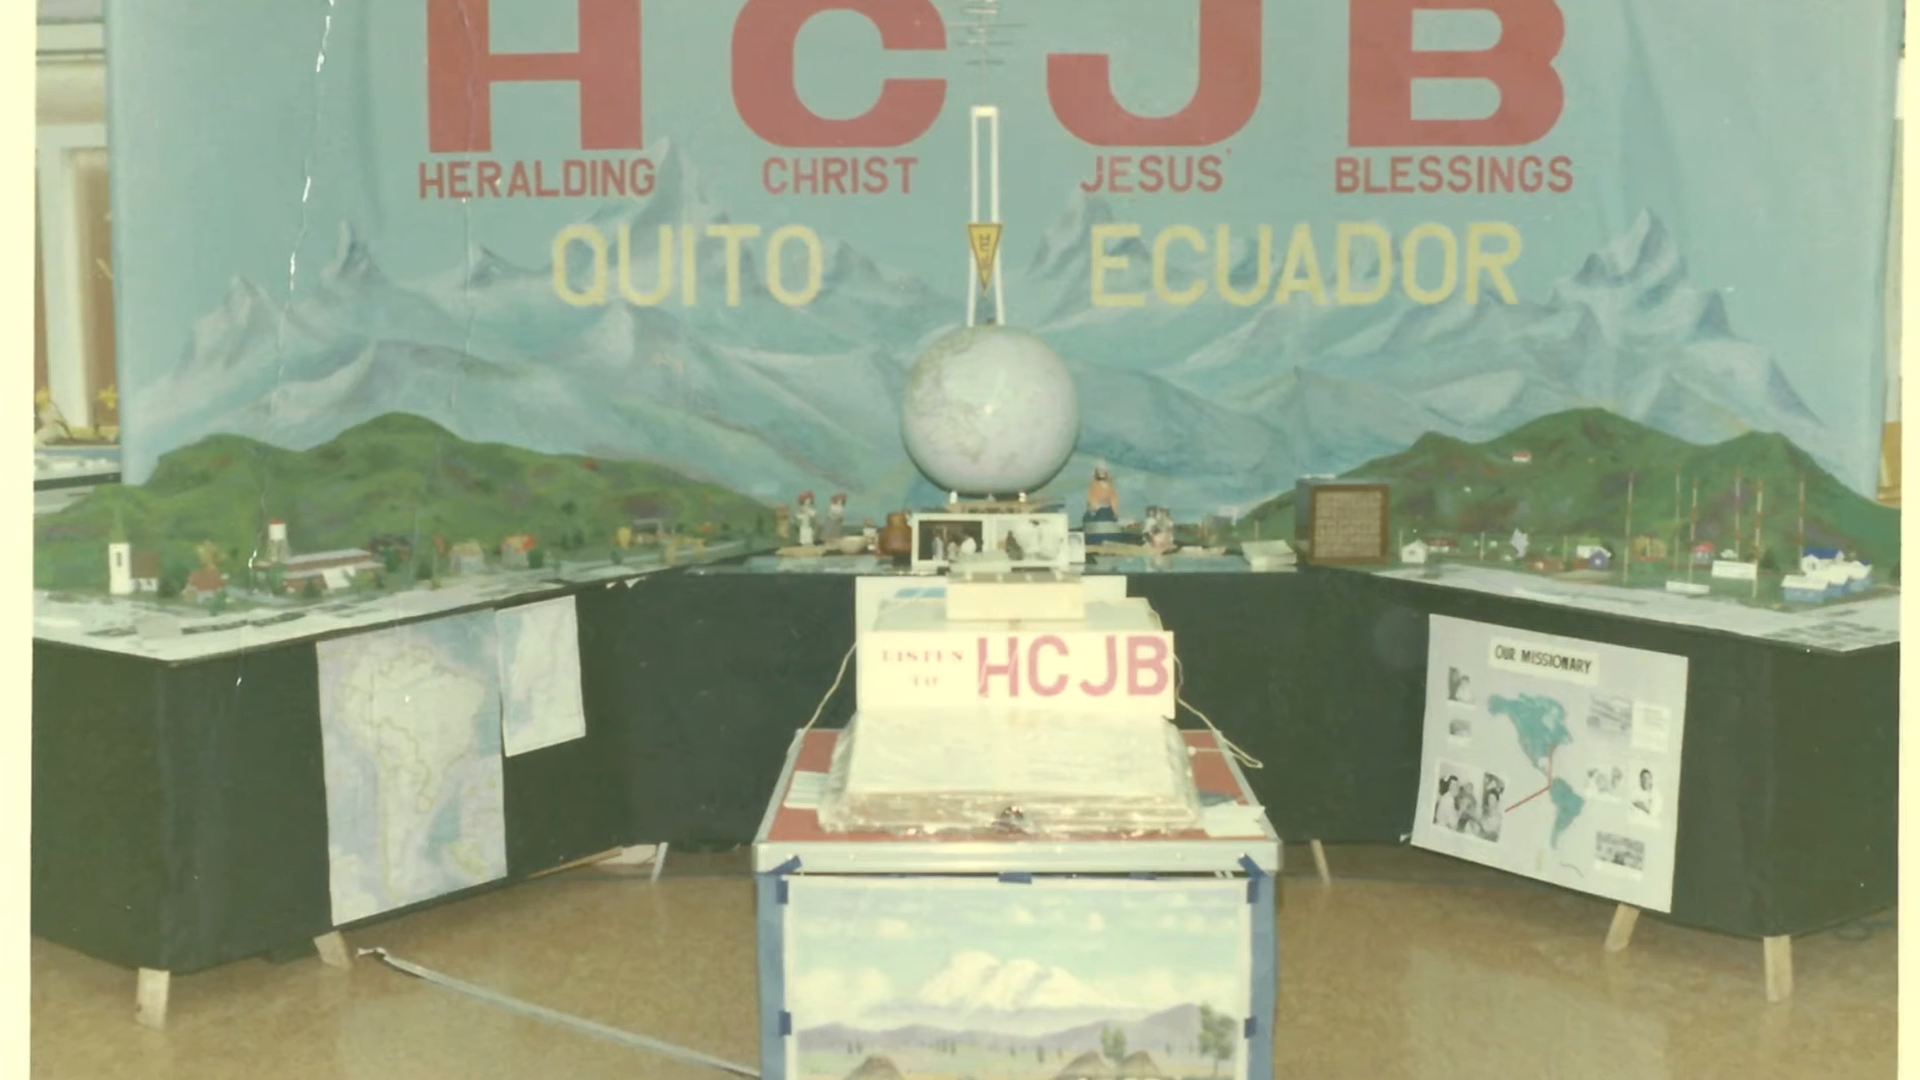 HCJB
HERALDING CHRIST JESUS' BLESSINGS
QUITO ECUADOR
LISTEN TO HCJB
OUR MISSIONARY